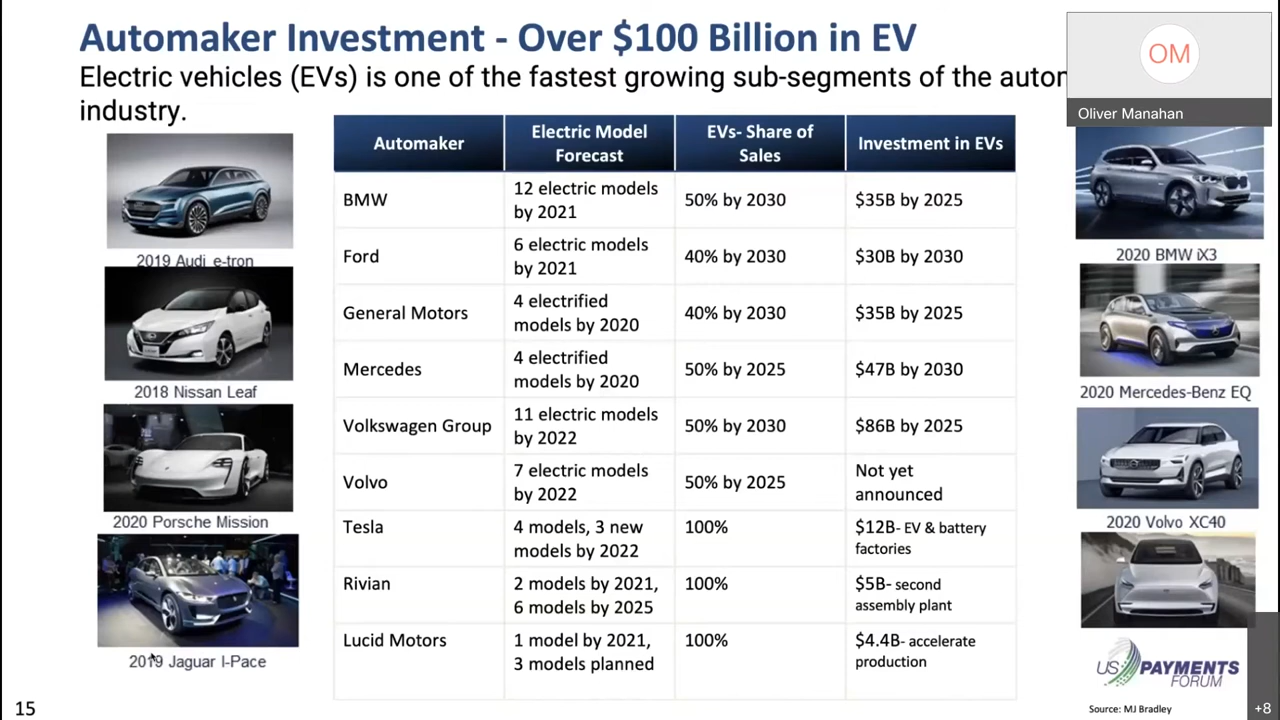 Automaker Investment - Over $100 Billion in EV
Electric vehicles (EVs) is one of the fastest growing sub-segments of the
industry.
OM
Oliver Manahan
2019 Audi e-tron
2018 Nissan Leaf
2020 Porsche Mission
2019 Jaguar I-Pace
Automaker
Electric Model
Forecast
EVs- Share of
Sales
Investment in EVs
BMW
12 electric models
by 2021
50% by 2030
$35B by 2025
Ford
6 electric models
by 2021
40% by 2030
$30B by 2030
General Motors
4 electrified
models by 2020
40% by 2030
$35B by 2025
Mercedes
4 electrified
models by 2020
50% by 2025
$47B by 2030
Volkswagen Group
11 electric models
by 2022
50% by 2030
$86B by 2025
Volvo
7 electric models
by 2022
50% by 2025
Not yet
announced
Tesla
4 models, 3 new
models by 2022
100%
$12B- EV & battery
factories
Rivian
2 models by 2021,
6 models by 2025
100%
$5B- second
assembly plant
Lucid Motors
1 model by 2021,
3 models planned
100%
$4.4B- accelerate
production
2020 BMW iX3
2020 Mercedes-Benz EQ
2020 Volvo XC40
US PAYMENTS
FORUM
Source: MJ Bradley
15
+8